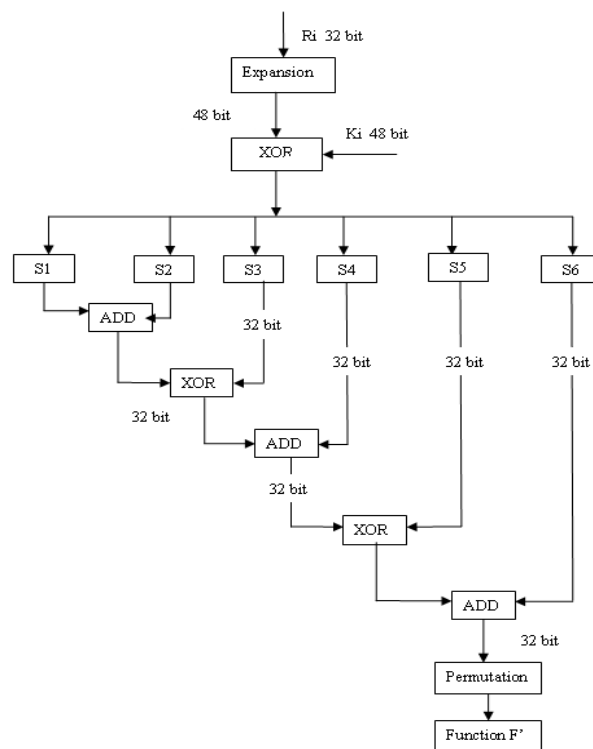 Ri 32 bit
Expansion
48 bit
Ki 48 bit
XOR
S1 S2 S3 S4 S5 S6
ADD
32 bit
32 bit 32 bit 32 bit
XOR
32 bit
ADD
32 bit
XOR
ADD
32 bit
Permutation
Function F'